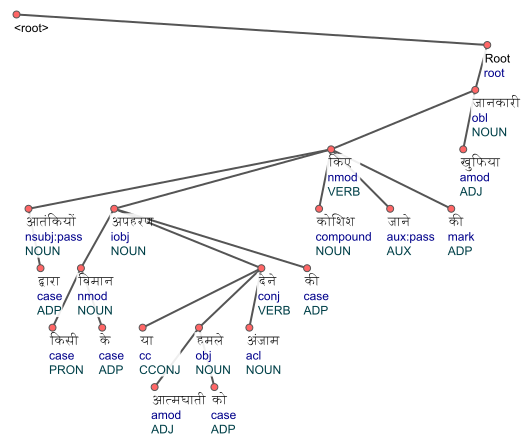 <root>
Root
root
जानकारी
obl
NOUN
किए
nmod
VERB
खुफिया
amod
ADJ
आतंकियों
nsubj:pass
NOUN
अपहरण
iobj
NOUN
कोशिश
compound
NOUN
जाने
aux:pass
AUX
की
mark
ADP
द्वारा
case
ADP
विमान
nmod
NOUN
देने
conj
VERB
की
case
ADP
किसी
case
PRON
के
case
ADP
या
cc
CCONJ
हमले
obj
NOUN
अंजाम
acl
NOUN
आत्मघाती
amod
ADJ
को
case
ADP